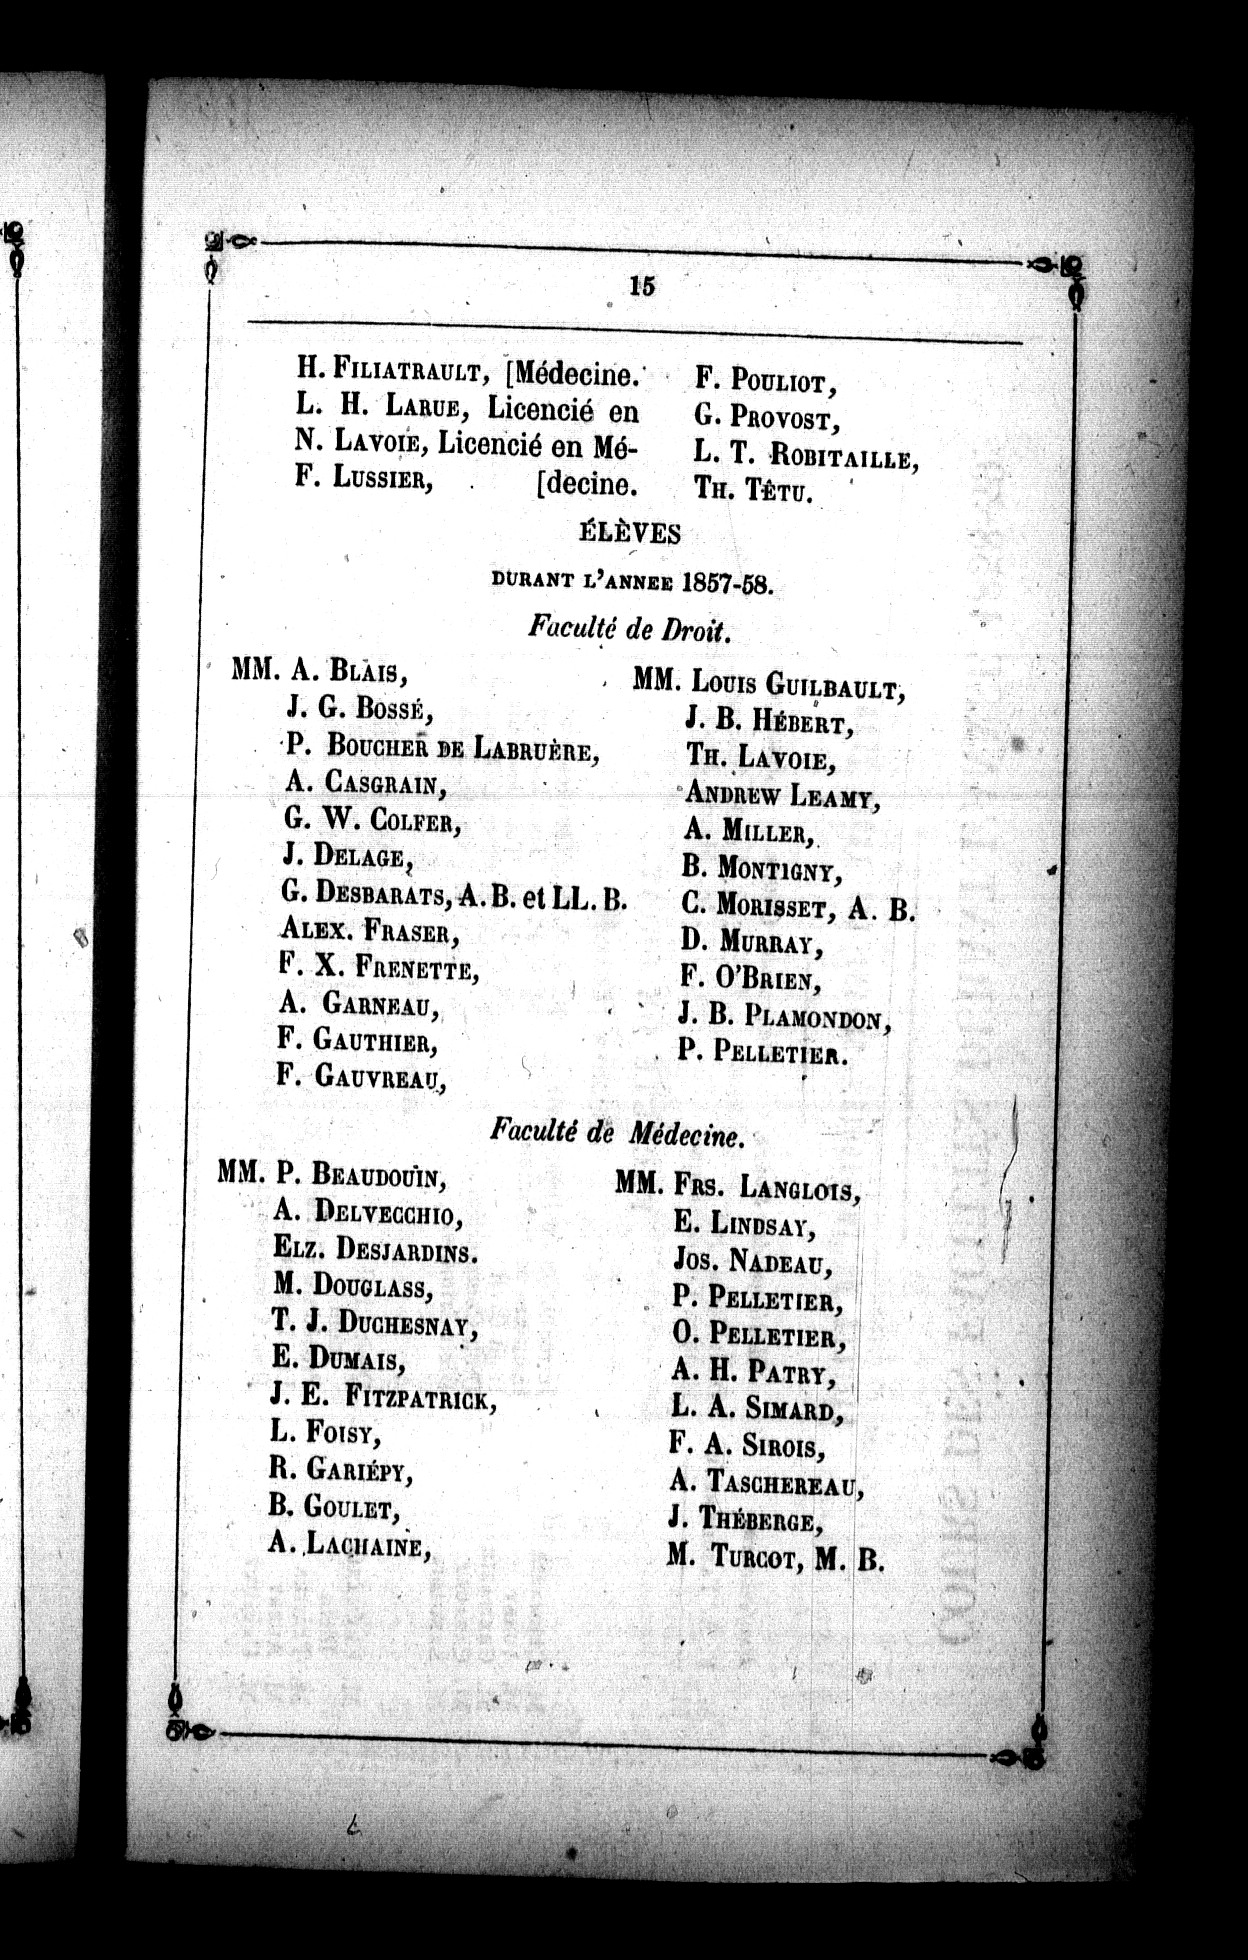 15
H. FILIATRAULT, [Médecine.
L. H. LARUE, Licencié en
N. LAVOIE, Licencié en Mé-
F. LUSSIER, [decine.
F. POULIOT,
G. PROVOST,
L. T. ROBITAILLE,
TH. TÊTU.
ÉLÈVES
DURANT L'ANNEE 1857-58.
Faculté de Droit.
MM. A. BLAIS,
J. G. BOSSÉ,
P. BOUCHER DE LABRUÈRE,
A. CASGRAIN,
G. W. COLFER,
J. DELAGE,
G. DESBARATS, A. B. et LL. B.
ALEX. FRASER,
F. X. FRENETTE,
A. GARNEAU,
F. GAUTHIER,
F. GAUVREAU,
MM. LOUIS GUILBAULT,
J. B. HÉBERT,
TH. LAVOIE,
ANDREW LEAMY,
A. MILLER,
B. MONTIGNY,
C. MORISSET, A. B.
D. MURRAY,
F. O'BRIEN,
J. B. PLAMONDON,
P. PELLETIER.
Faculté de Médecine.
MM. P. BEAUDOUIN,
A. DELVECCHIO,
ELZ. DESJARDINS.
M. DOUGLASS,
T. J. DUCHESNAY,
E. DUMAIS,
J. E. FITZPATRICK,
L. FOISY,
R. GARIÉPY,
B. GOULET,
A. LACHAINE,
MM. FRS. LANGLOIS,
E. LINDSAY,
JOS. NADEAU,
P. PELLETIER,
O. PELLETIER,
A. H. PATRY,
L. A. SIMARD,
F. A. SIROIS,
A. TASCHEREAU,
J. THÉBERGE,
M. TURCOT, M. B.